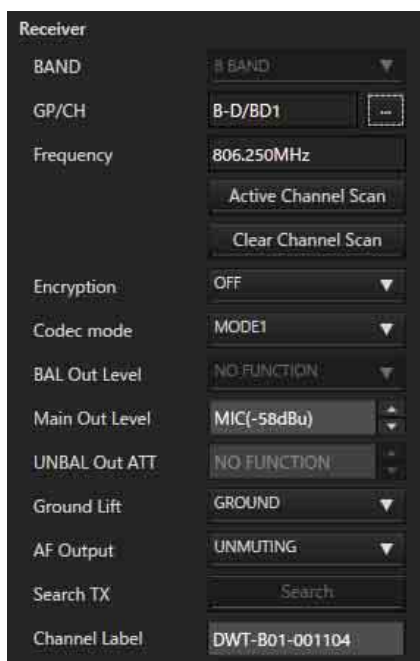 Receiver
BAND B BAND
GP/CH B-D/BD1 ...
Frequency 806.250MHz
Active Channel Scan
Clear Channel Scan
Encryption OFF
Codec mode MODE1
BAL Out Level NO FUNCTION
Main Out Level MIC(-58dBu)
UNBAL Out ATT NO FUNCTION
Ground Lift GROUND
AF Output UNMUTING
Search TX Search
Channel Label DWT-B01-001104